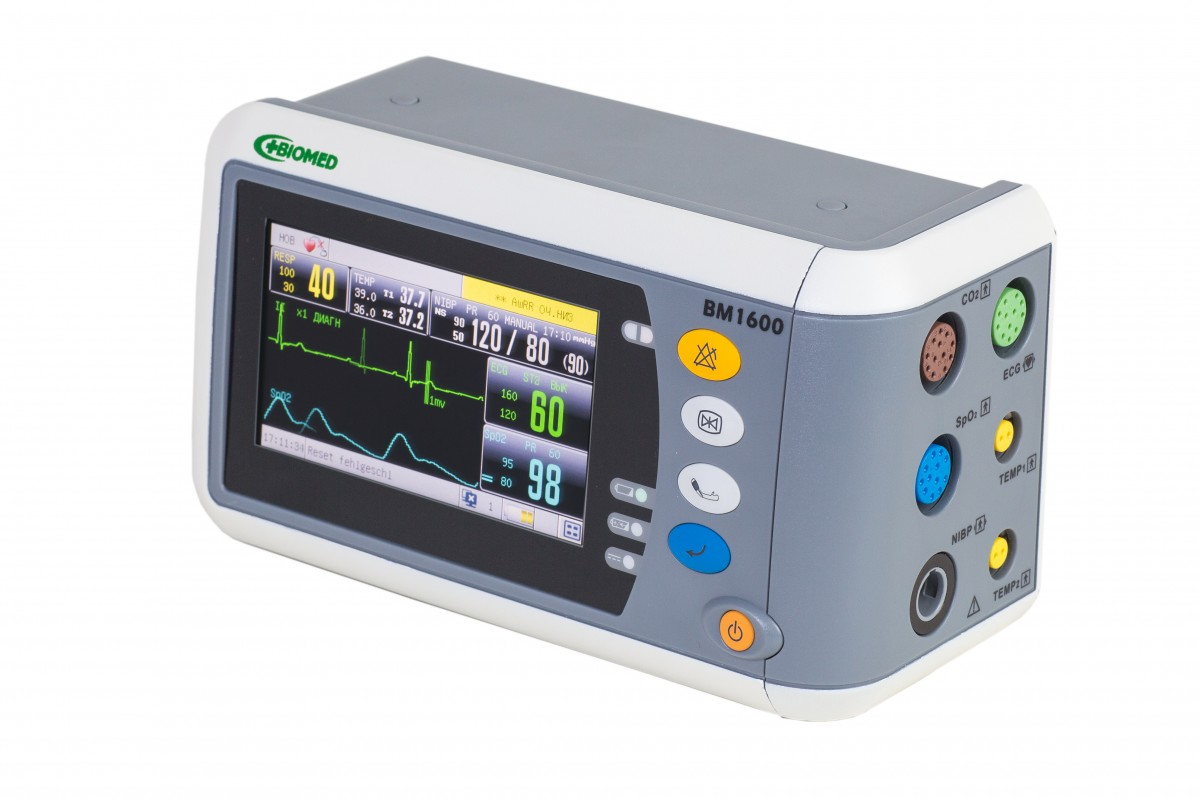 BIOMED
BM1600
НОВ
** AwRR ОЧ.НИЗ
RESP
100
30
40
TEMP
39.0 T1 37.7
36.0 T2 37.2
NIBP PR 60 MANUAL 17:10 mmHg
NS 90
50
120 / 80 (90)
x1 ДИАГН
1mv
ECG ST2 ВЫК
160
120
60
SpO2 PR 60
95
80
98
SpO2
17:11:34 Reset fehlgeschl
1
CO2
ECG
SpO2
TEMP1
NIBP
TEMP2